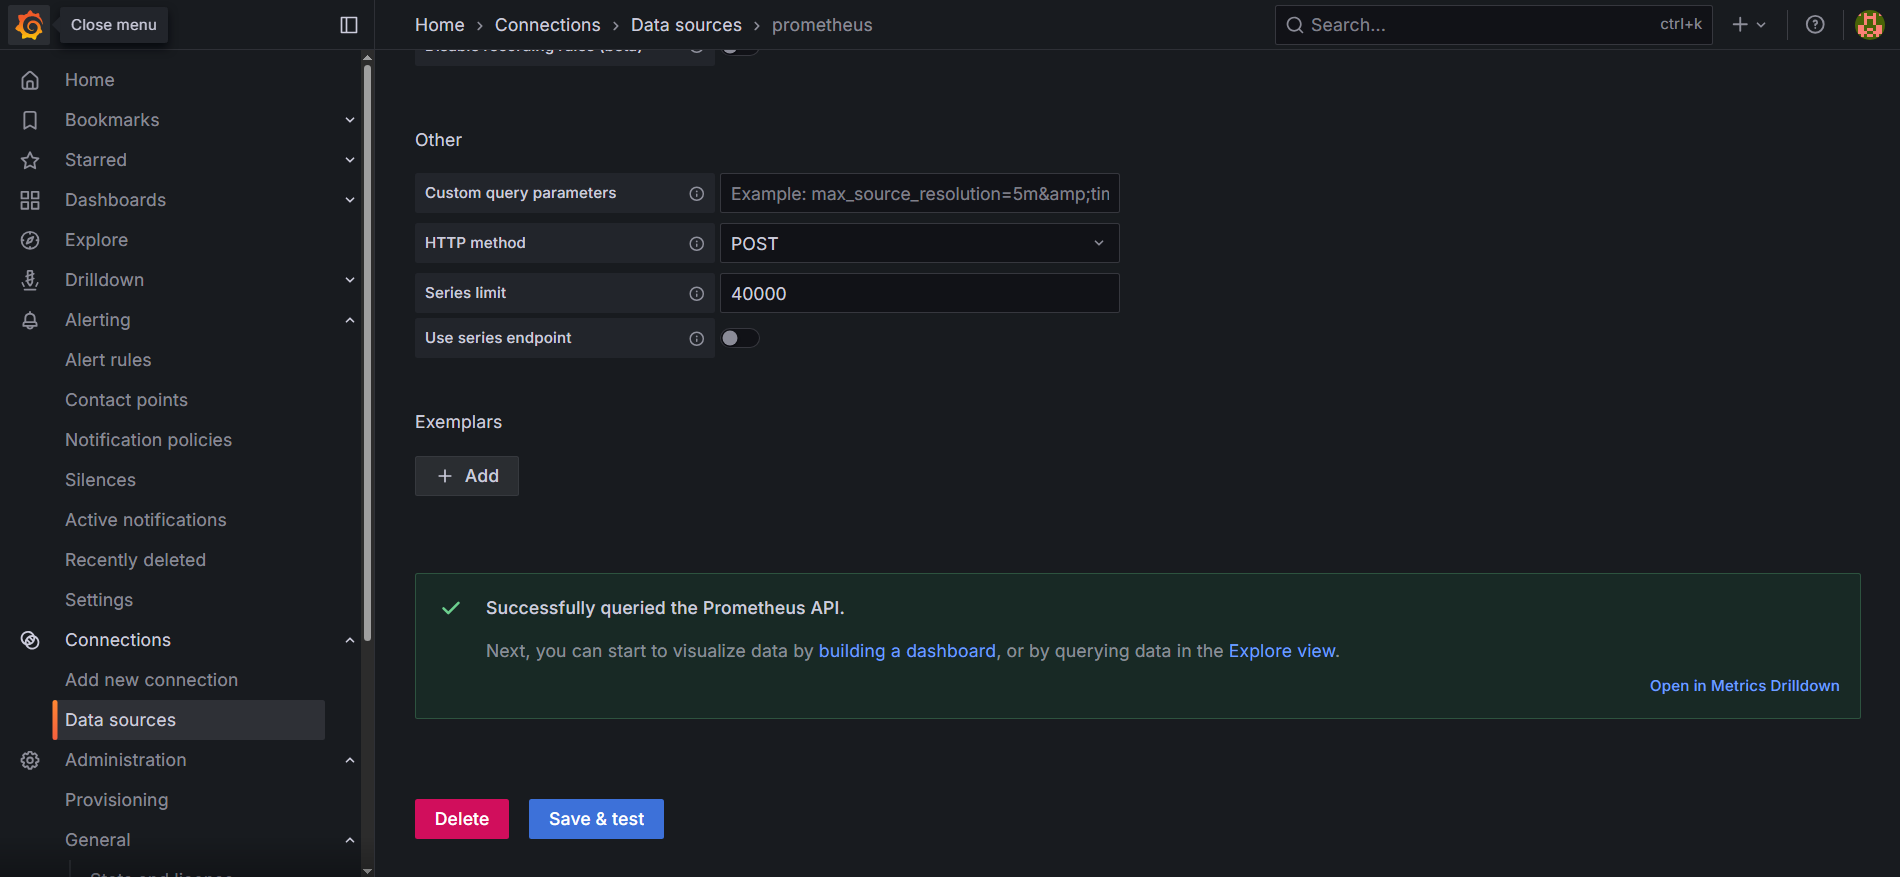 Close menu
Home › Connections › Data sources › prometheus
Search...
ctrl+k
Home
Bookmarks
Starred
Dashboards
Explore
Drilldown
Alerting
Alert rules
Contact points
Notification policies
Silences
Active notifications
Recently deleted
Settings
Connections
Add new connection
Data sources
Administration
Provisioning
General
Disable recording rules (beta)
Other
Custom query parameters
Example: max_source_resolution=5m&amp;tin
HTTP method
POST
Series limit
40000
Use series endpoint
Exemplars
Add
Successfully queried the Prometheus API.
Next, you can start to visualize data by building a dashboard, or by querying data in the Explore view.
Open in Metrics Drilldown
Delete
Save & test